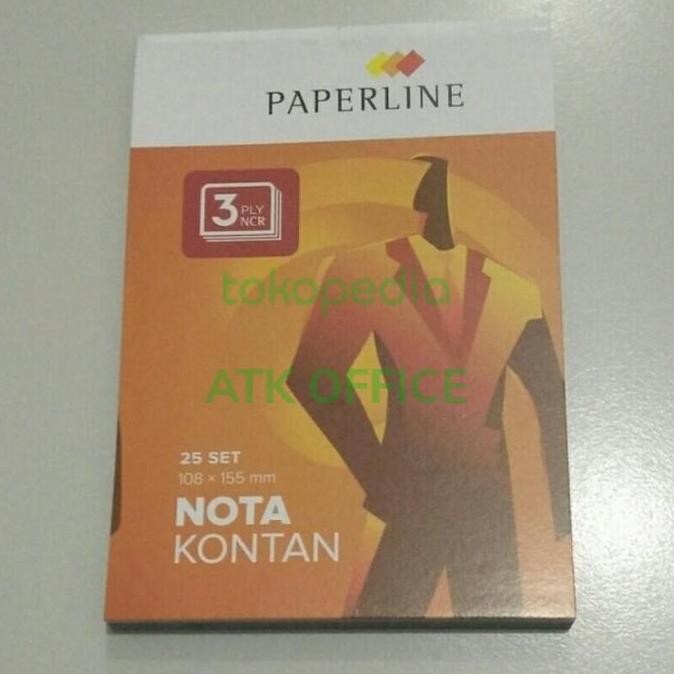 PAPERLINE
3 PLY
NCR
tokopedia
ATK OFFICE
25 SET
108 × 155 mm
NOTA
KONTAN